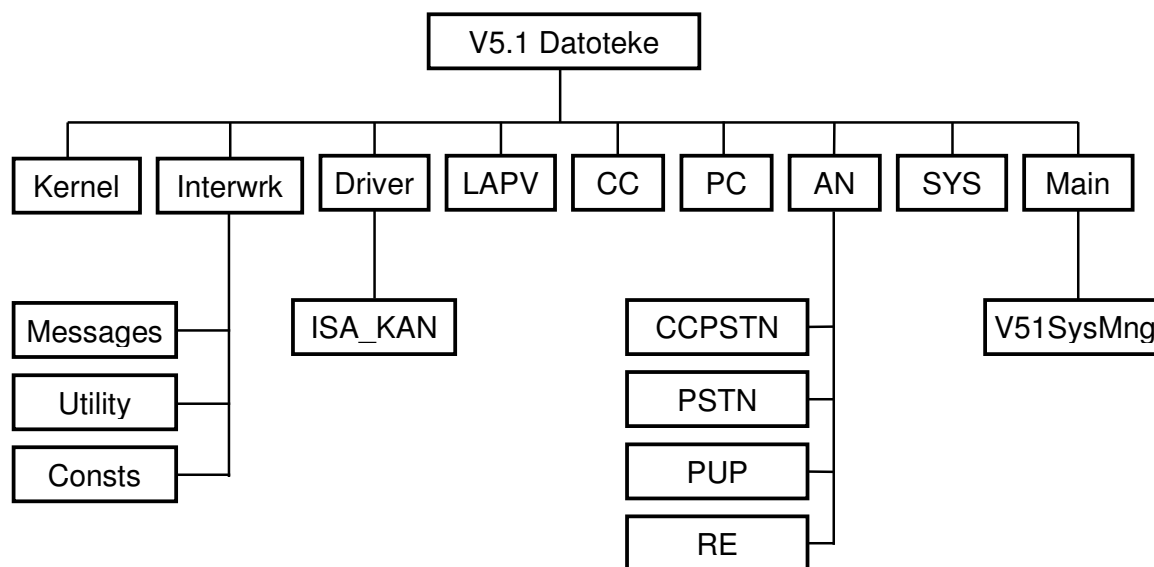 V5.1 Datoteke
Kernel
Interwrk
Driver
LAPV
CC
PC
AN
SYS
Main
Messages
Utility
Consts
ISA_KAN
CCPSTN
PSTN
PUP
RE
V51SysMng